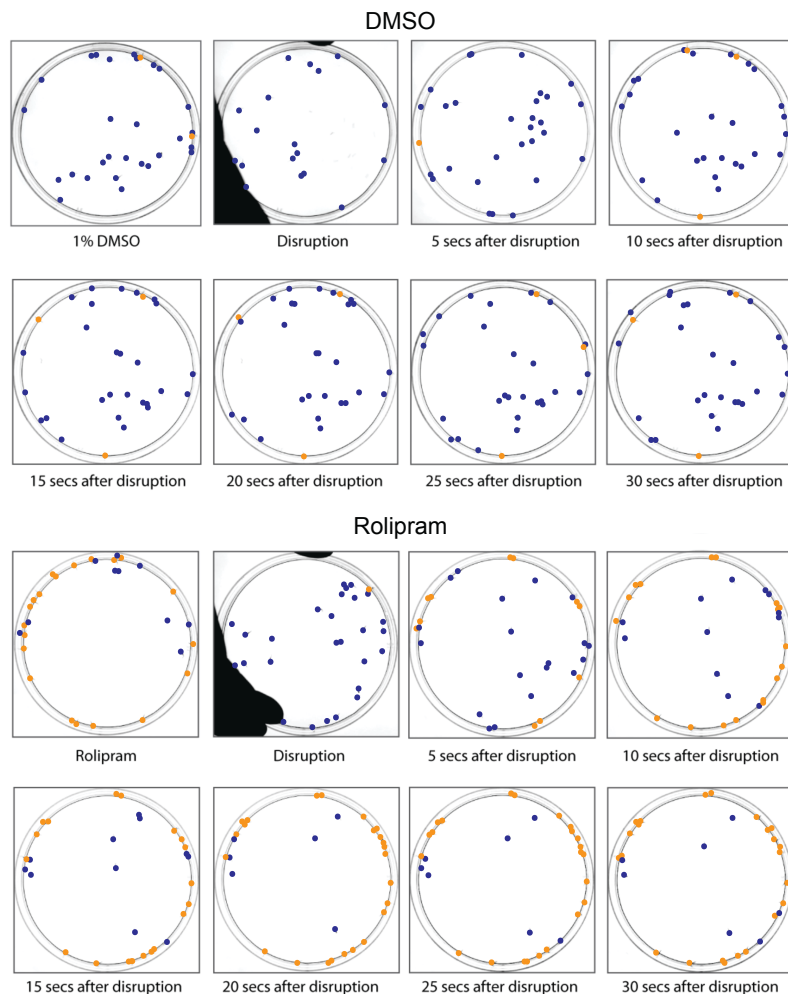 DMSO
1% DMSO
Disruption
5 secs after disruption
10 secs after disruption
15 secs after disruption
20 secs after disruption
25 secs after disruption
30 secs after disruption
Rolipram
Rolipram
Disruption
5 secs after disruption
10 secs after disruption
15 secs after disruption
20 secs after disruption
25 secs after disruption
30 secs after disruption